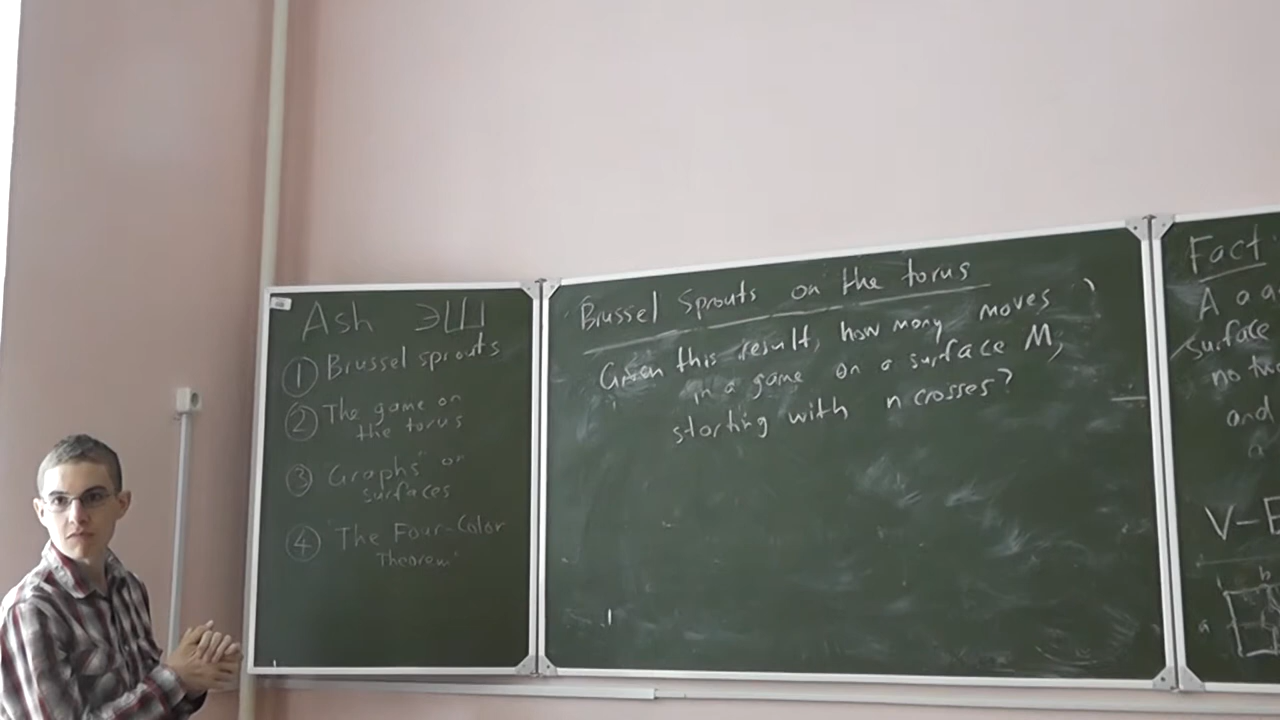 Ash ЭШ
① Brussel sprouts
② The game on
the torus
③ "Graphs" on
surfaces
④ "The Four-Color
Theorem"
Brussel Sprouts on the torus
Given this result, how many moves
in a game on a surface M,
starting with n crosses?
Fact
A
surface
no two
and
a
V-E
b
a